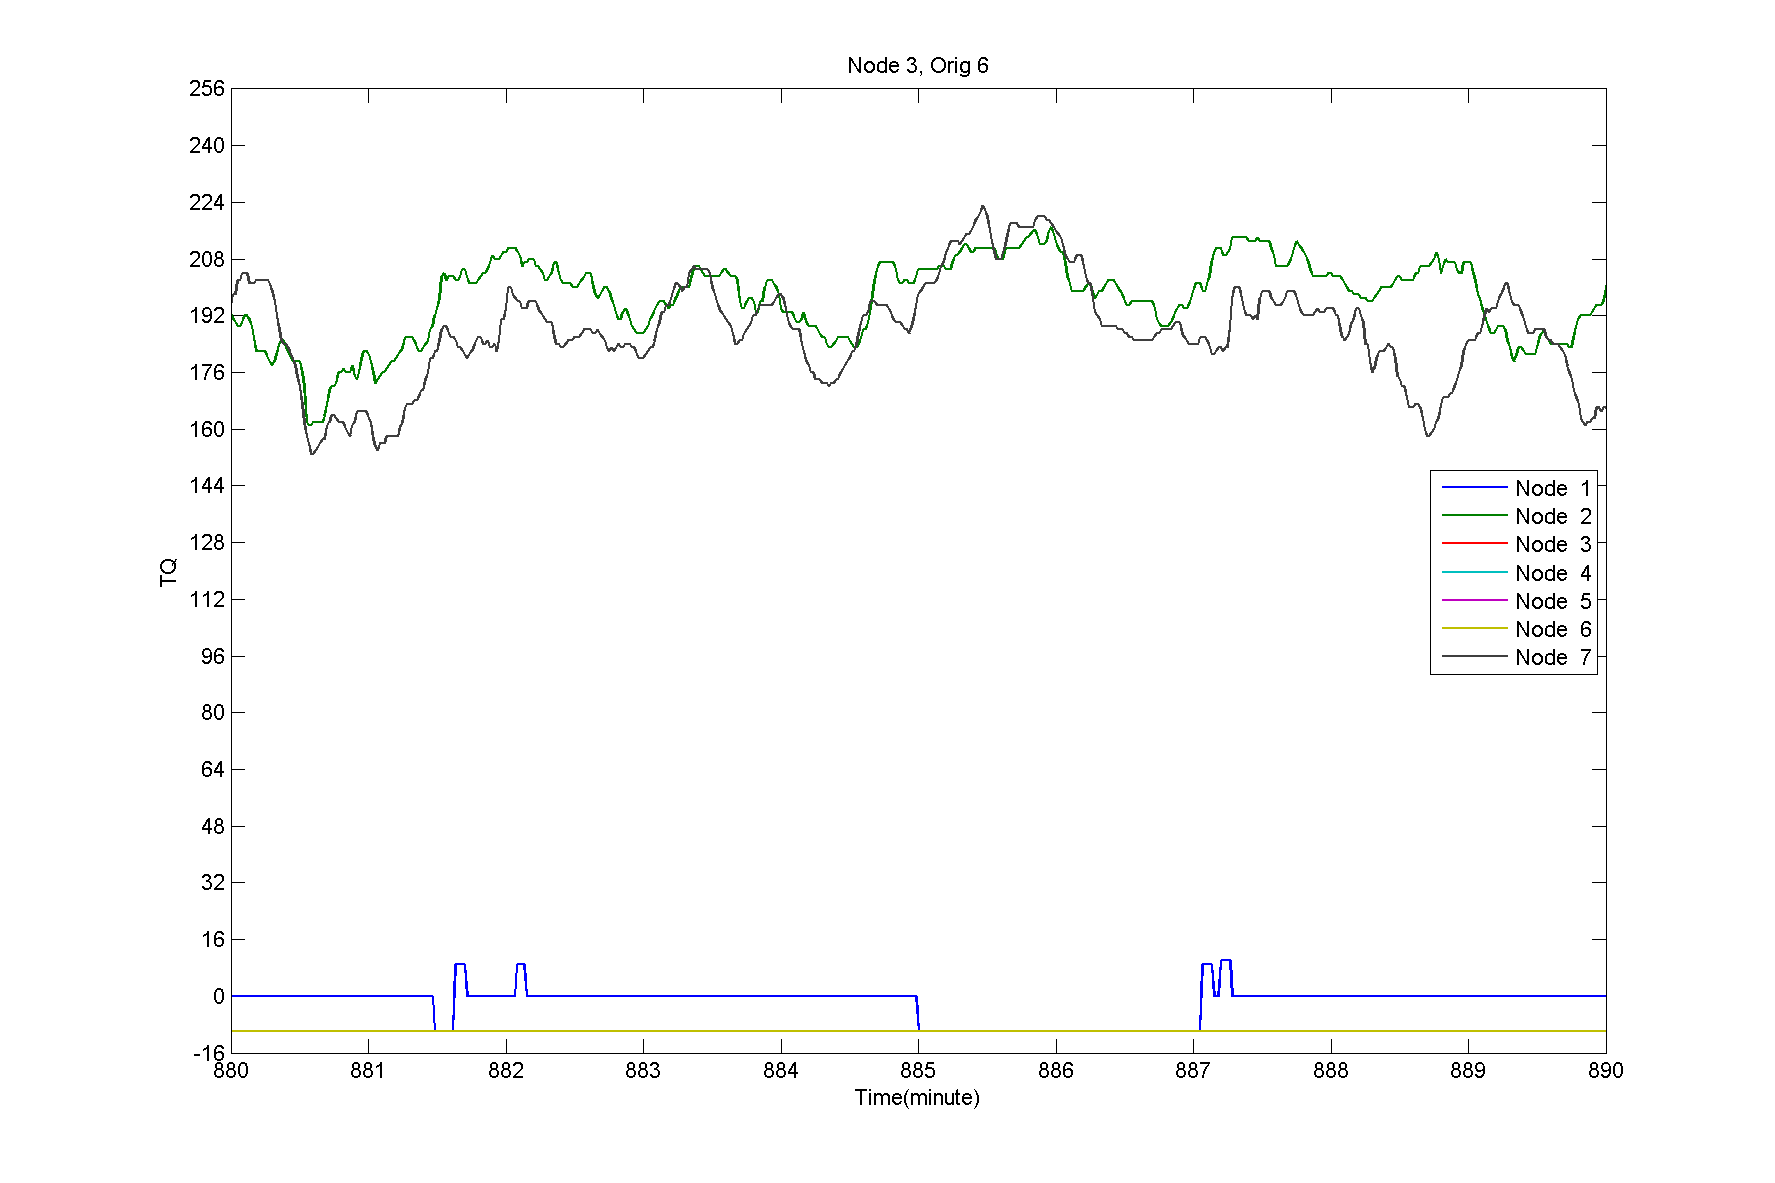 Node 3, Orig 6
256
240
224
208
192
176
160
144
128
112
96
80
64
48
32
16
0
-16
TQ
Node 1
Node 2
Node 3
Node 4
Node 5
Node 6
Node 7
880 881 882 883 884 885 886 887 888 889 890
Time(minute)